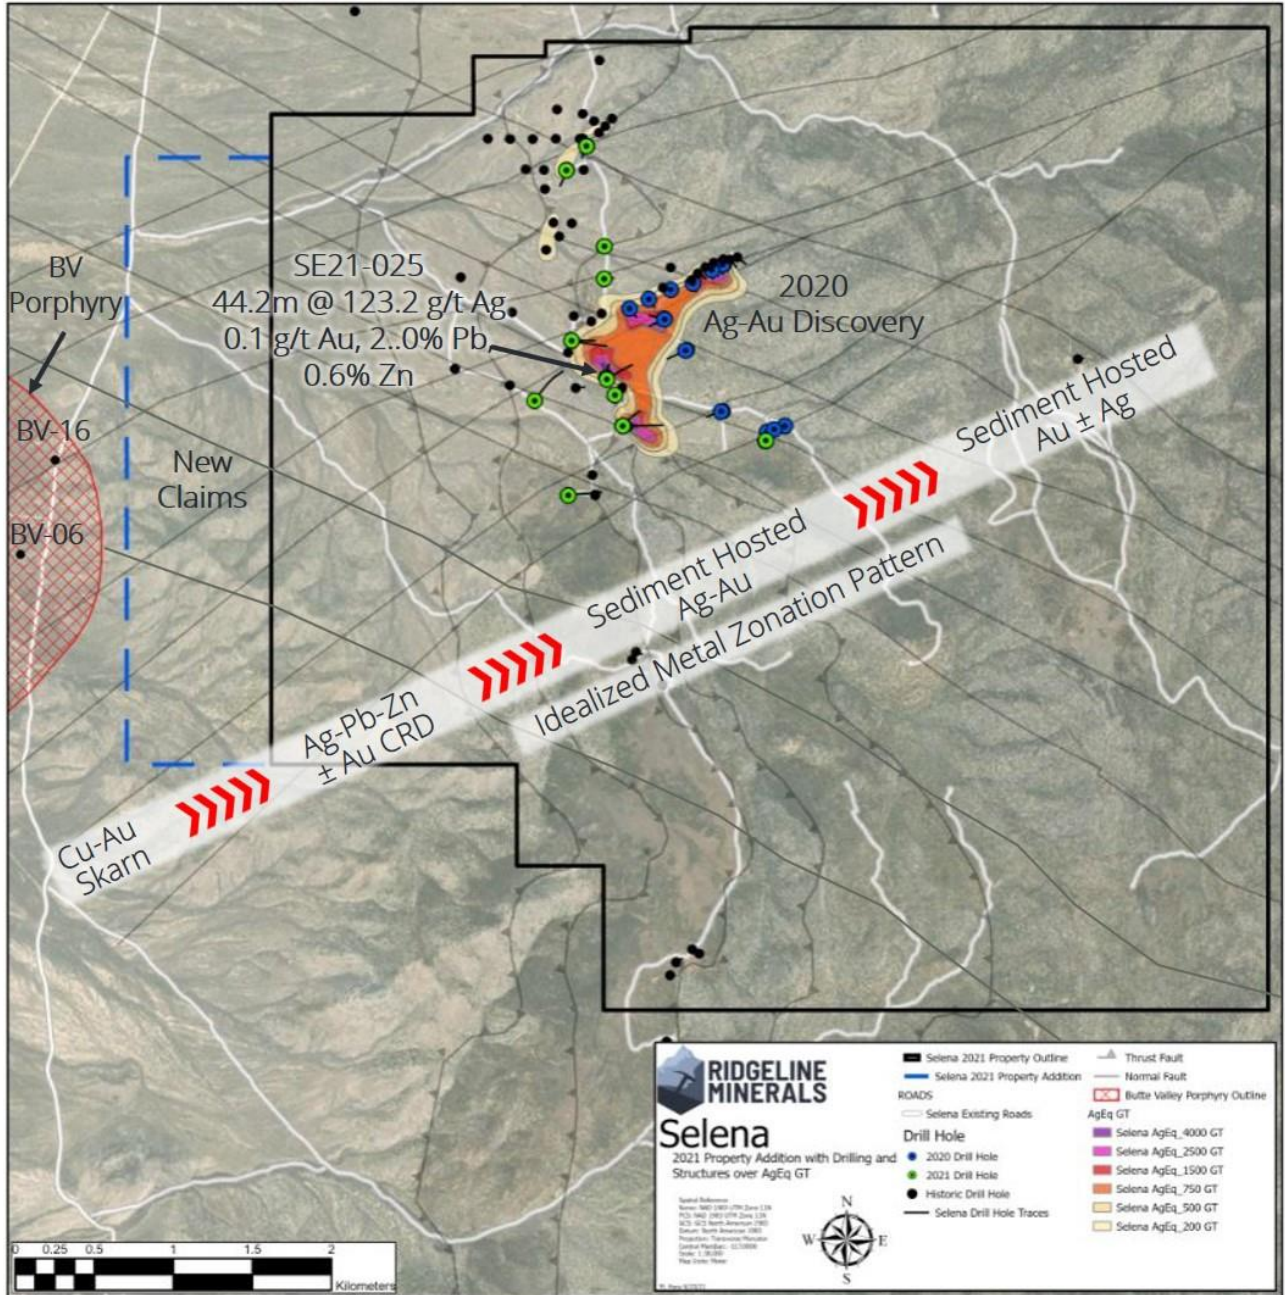 BV
Porphyry
BV-16
BV-06
New
Claims
SE21-025
44.2m @ 123.2 g/t Ag
0.1 g/t Au, 2..0% Pb,
0.6% Zn
2020
Ag-Au Discovery
Sediment Hosted
Au ± Ag
Sediment Hosted
Ag-Au
Idealized Metal Zonation Pattern
Ag-Pb-Zn
± Au CRD
Cu-Au
Skarn
RIDGELINE
MINERALS
Selena
2021 Property Addition with Drilling and
Structures over AgEq GT
N
W E
S
Selena 2021 Property Outline
Selena 2021 Property Addition
ROADS
Selena Existing Roads
Drill Hole
2020 Drill Hole
2021 Drill Hole
Historic Drill Hole
Selena Drill Hole Traces
Thrust Fault
Normal Fault
Butte Valley Porphyry Outline
AgEq GT
Selena AgEq_4000 GT
Selena AgEq_2500 GT
Selena AgEq_1500 GT
Selena AgEq_750 GT
Selena AgEq_500 GT
Selena AgEq_200 GT
0 0.25 0.5 1 1.5 2
Kilometers